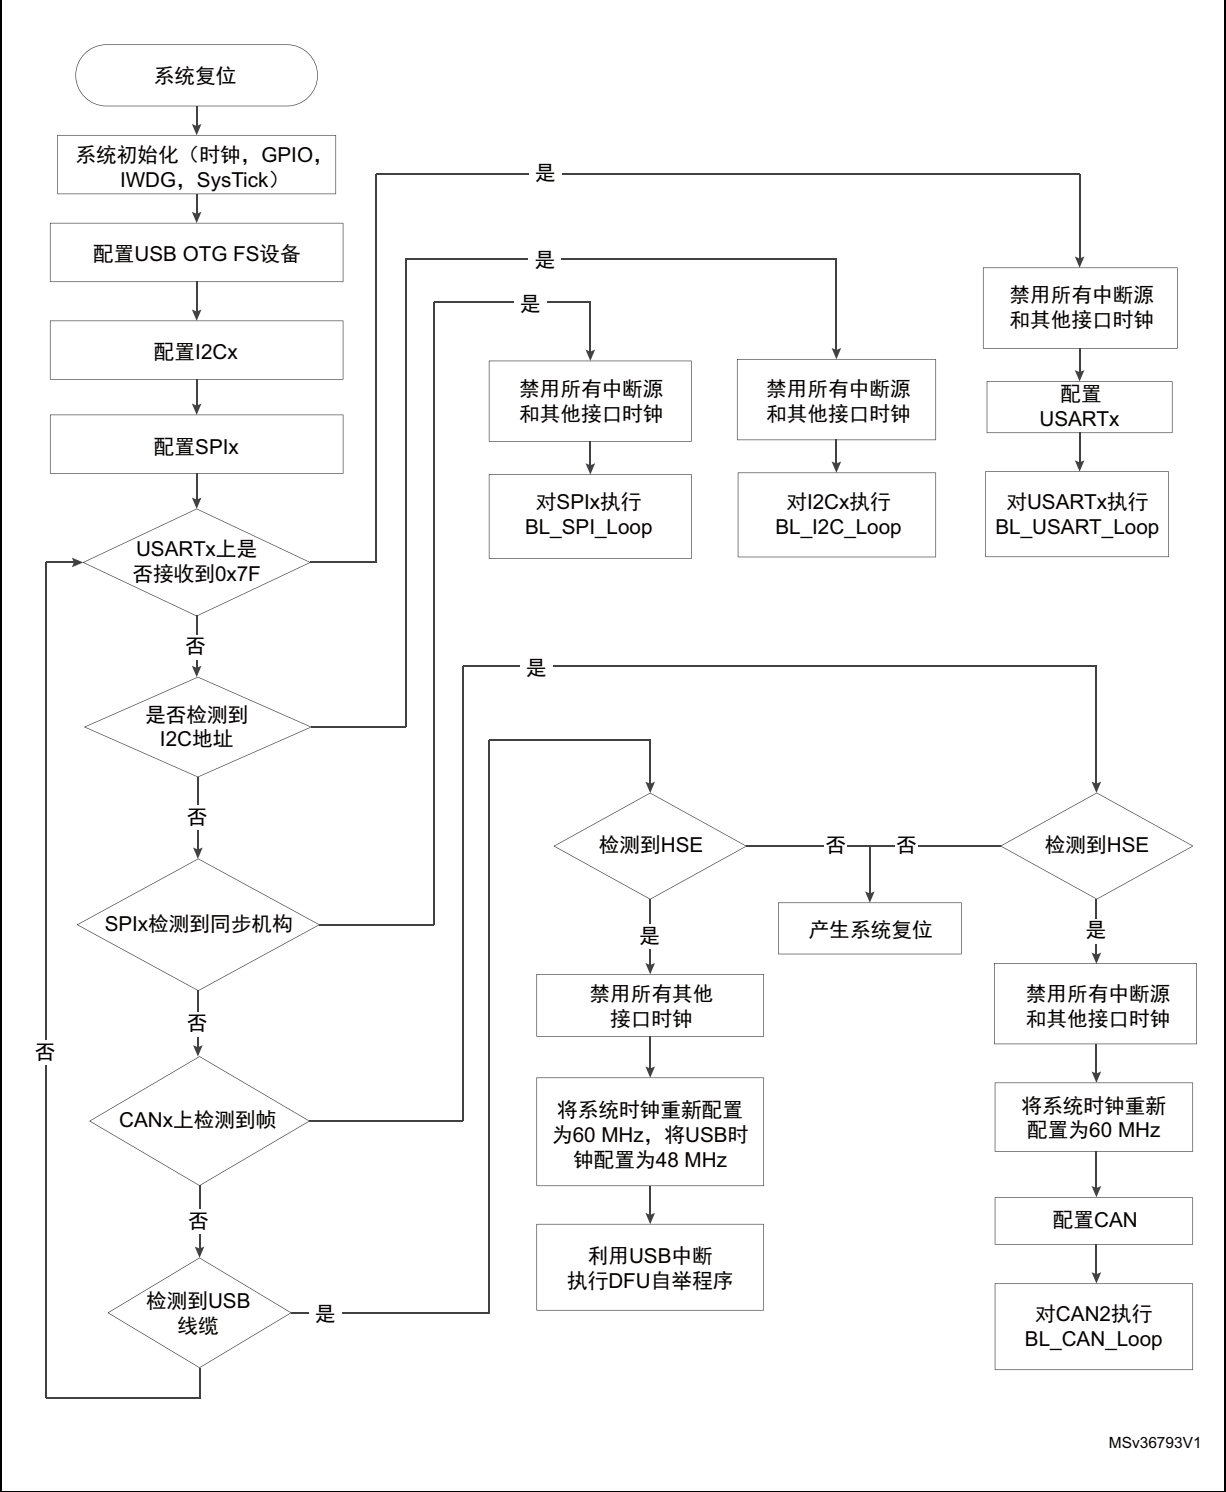 系统复位
系统初始化（时钟，GPIO，
IWDG，SysTick）
配置USB OTG FS设备
配置I2Cx
配置SPIx
USARTx上是
否接收到0x7F
否
是否检测到
I2C地址
否
SPIx检测到同步机构
否
CANx上检测到帧
否
检测到USB
线缆
否
是
是
是
是
禁用所有中断源
和其他接口时钟
对SPIx执行
BL_SPI_Loop
禁用所有中断源
和其他接口时钟
对I2Cx执行
BL_I2C_Loop
禁用所有中断源
和其他接口时钟
配置
USARTx
对USARTx执行
BL_USART_Loop
是
检测到HSE
否
否
检测到HSE
产生系统复位
是
禁用所有其他
接口时钟
将系统时钟重新配置
为60 MHz，将USB时
钟配置为48 MHz
利用USB中断
执行DFU自举程序
是
禁用所有中断源
和其他接口时钟
将系统时钟重新
配置为60 MHz
配置CAN
对CAN2执行
BL_CAN_Loop
MSv36793V1